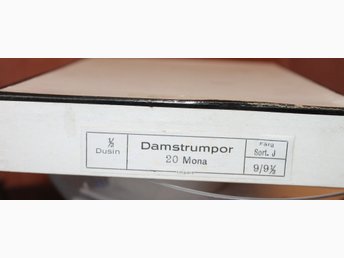 ½
Dusin
Damstrumpor
20 Mona
Färg
Sort. J
9/9½